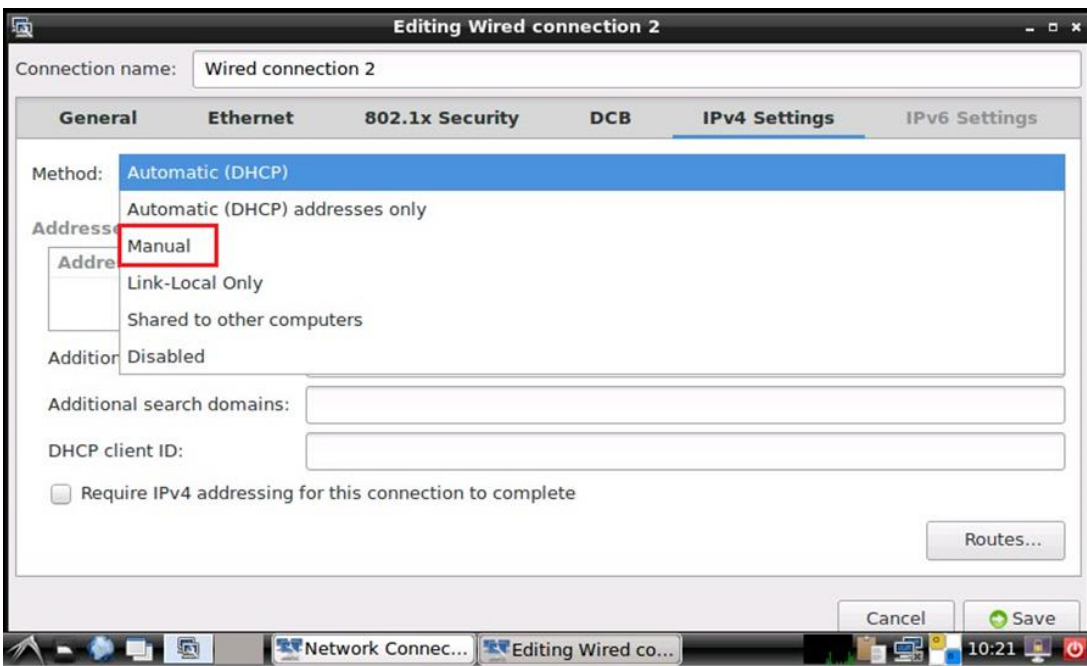 Editing Wired connection 2
Connection name: Wired connection 2
General Ethernet 802.1x Security DCB IPv4 Settings IPv6 Settings
Method: Automatic (DHCP)
Automatic (DHCP) addresses only
Addresse
Manual
Addre
Link-Local Only
Shared to other computers
Addition Disabled
Additional search domains:
DHCP client ID:
Require IPv4 addressing for this connection to complete
Routes...
Cancel Save
Network Connec... Editing Wired co... 10:21